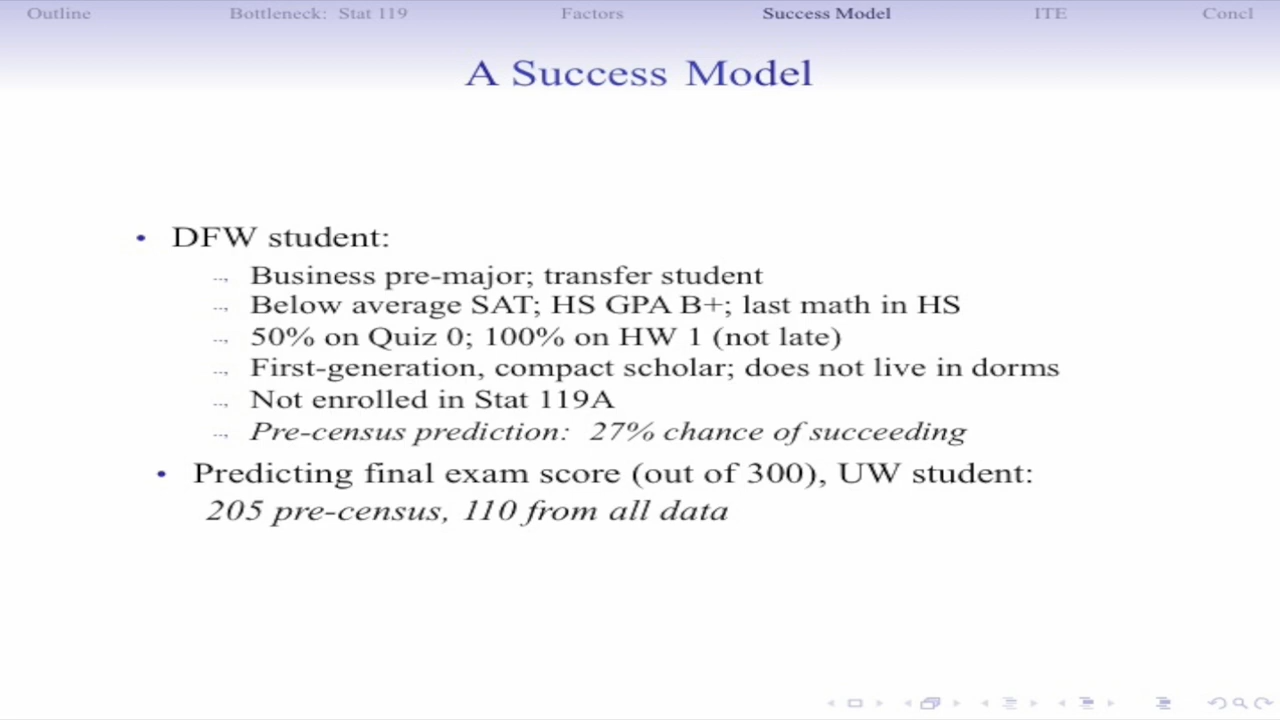 Outline Bottleneck: Stat 119 Factors Success Model ITE Concl
A Success Model
• DFW student:
Business pre-major; transfer student
Below average SAT; HS GPA B+; last math in HS
50% on Quiz 0; 100% on HW 1 (not late)
First-generation, compact scholar; does not live in dorms
Not enrolled in Stat 119A
Pre-census prediction: 27% chance of succeeding
• Predicting final exam score (out of 300), UW student:
205 pre-census, 110 from all data